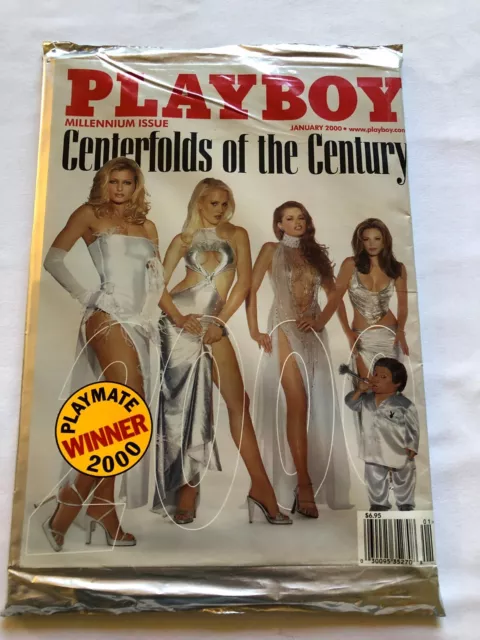 PLAYBOY
MILLENNIUM ISSUE
JANUARY 2000 • www.playboy.com
Centerfolds of the Century
2000
PLAYMATE
WINNER
2000
$6.95
01